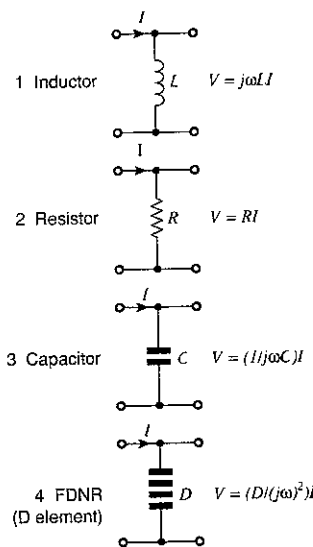 I
1 Inductor L V = jωLI
I
2 Resistor R V = RI
I
3 Capacitor C V = (1/jωC)I
I
4 FDNR D V = (D/(jω)²)I
(D element)